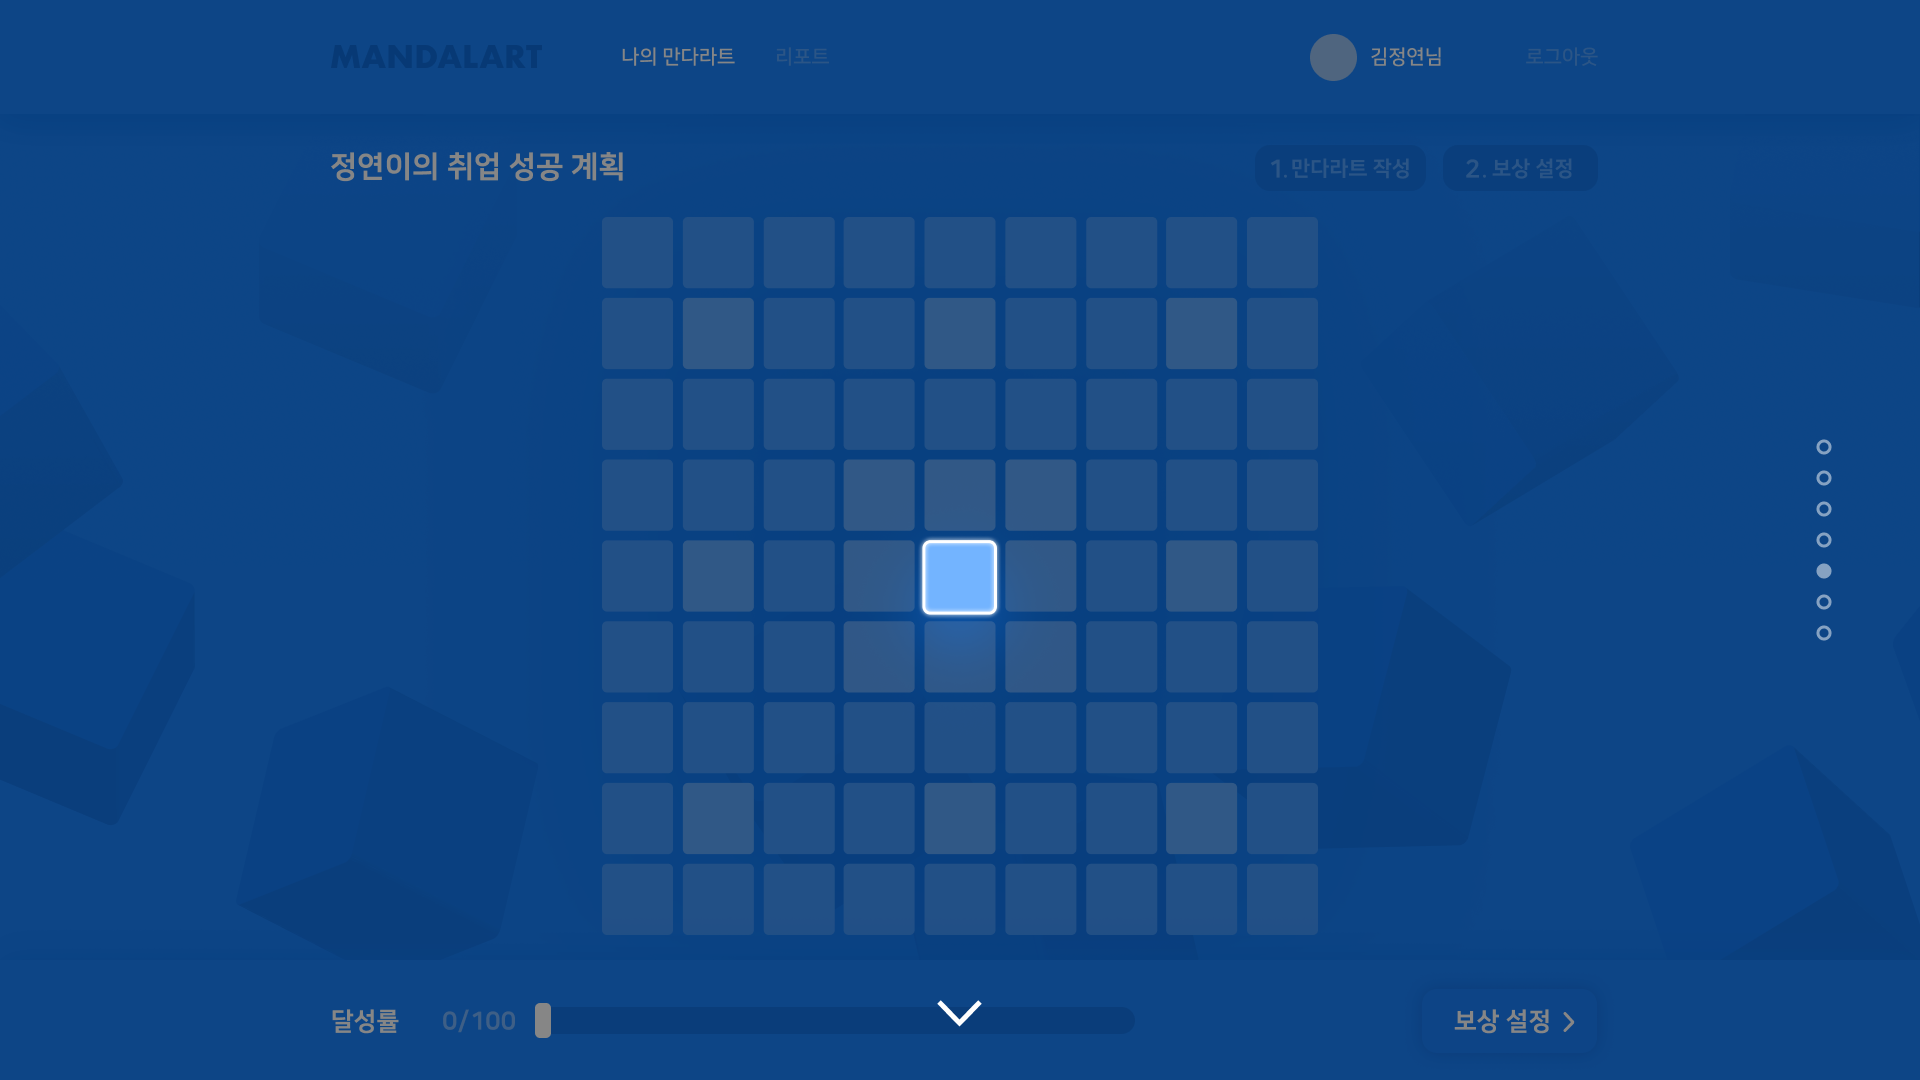 MANDALART
나의 만다라트
리포트
김정연님
로그아웃
정연이의 취업 성공 계획
1. 만다라트 작성
2. 보상 설정
달성률
0/100
보상 설정